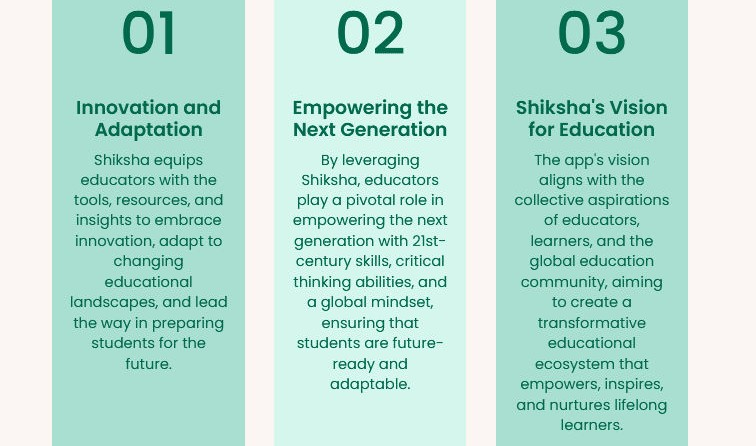 01
Innovation and
Adaptation
Shiksha equips
educators with the
tools, resources, and
insights to embrace
innovation, adapt to
changing
educational
landscapes, and lead
the way in preparing
students for the
future.
02
Empowering the
Next Generation
By leveraging
Shiksha, educators
play a pivotal role in
empowering the next
generation with 21st-
century skills, critical
thinking abilities, and
a global mindset,
ensuring that
students are future-
ready and
adaptable.
03
Shiksha's Vision
for Education
The app's vision
aligns with the
collective aspirations
of educators,
learners, and the
global education
community, aiming
to create a
transformative
educational
ecosystem that
empowers, inspires,
and nurtures lifelong
learners.